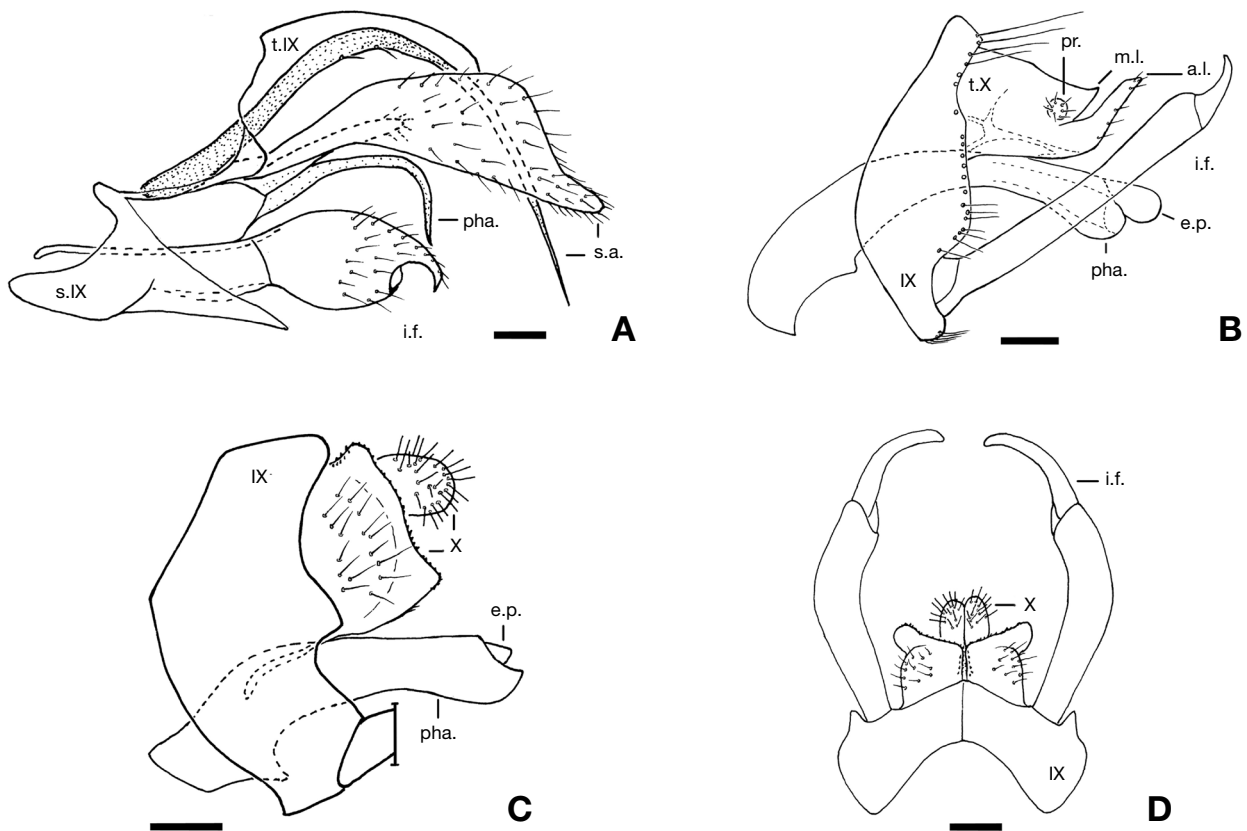 t.IX
s.IX
pha.
s.a.
i.f.
A
pr.
m.l.
a.l.
t.X
i.f.
e.p.
pha.
IX
B
IX
X
e.p.
pha.
C
i.f.
X
IX
D